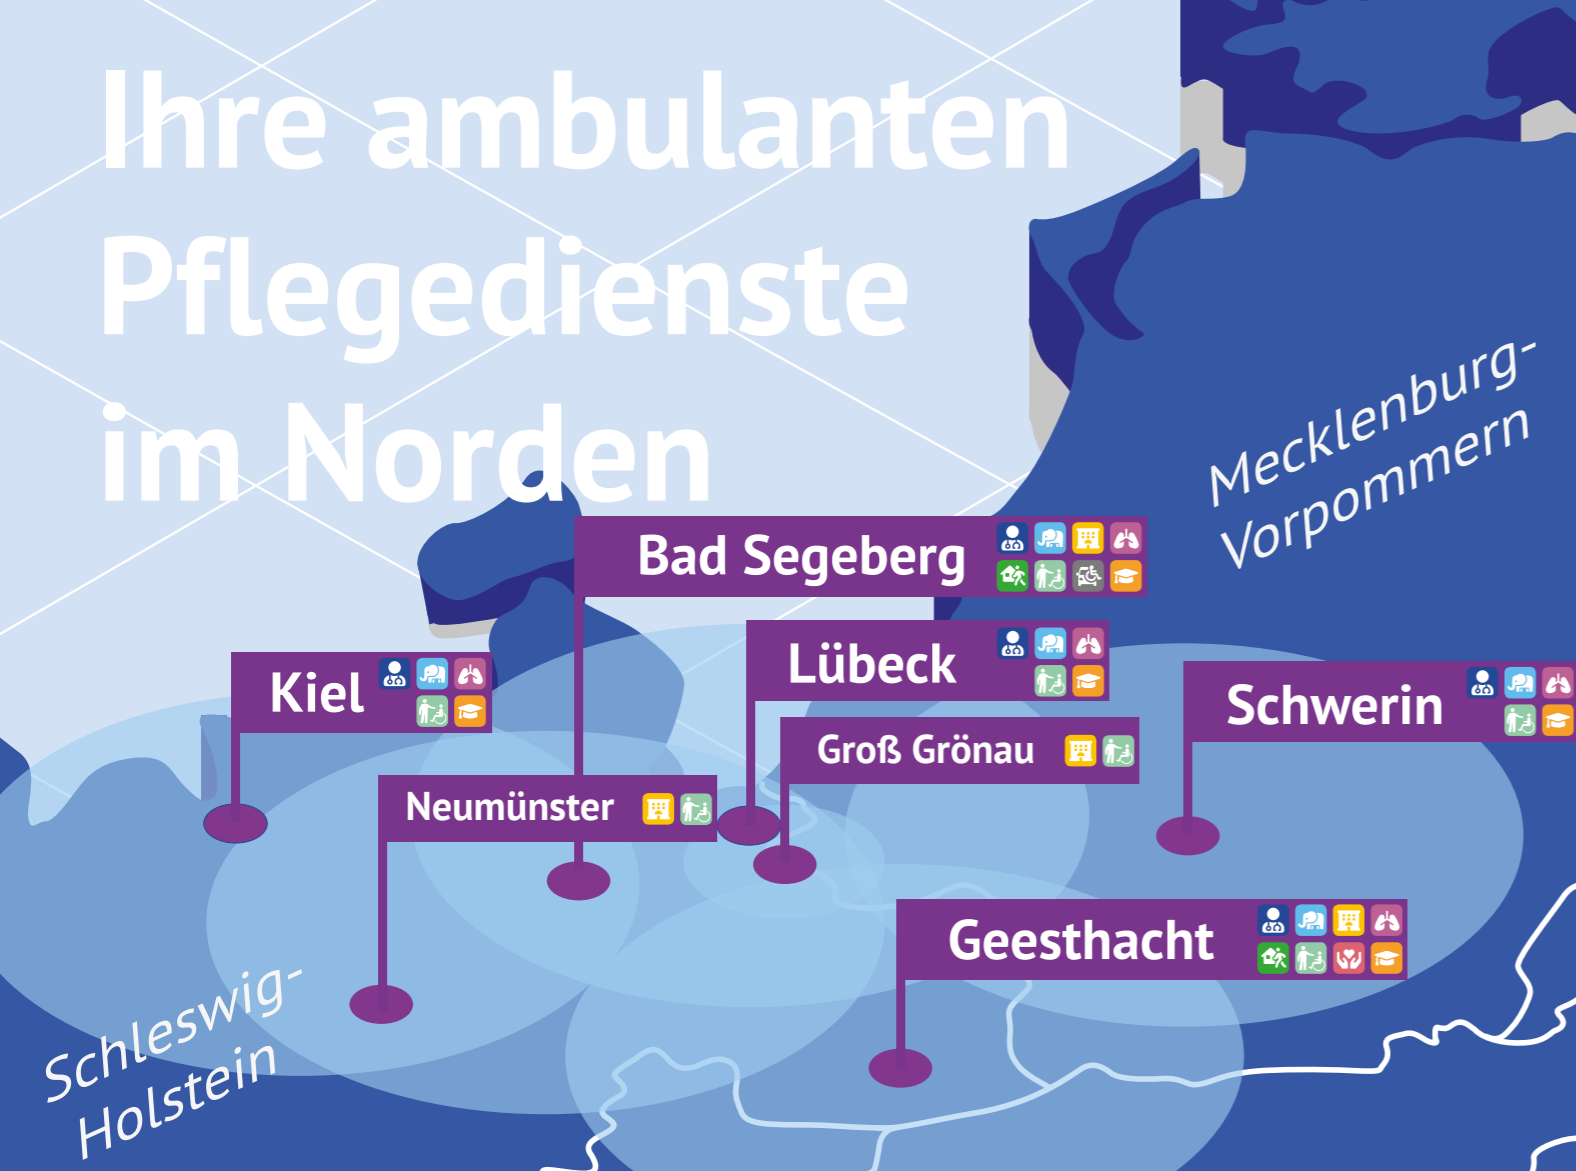 Ihre ambulanten
Pflegedienste
im Norden
Mecklenburg-
Vorpommern
Bad Segeberg
Lübeck
Kiel
Schwerin
Groß Grönau
Neumünster
Geesthacht
Schleswig-
Holstein